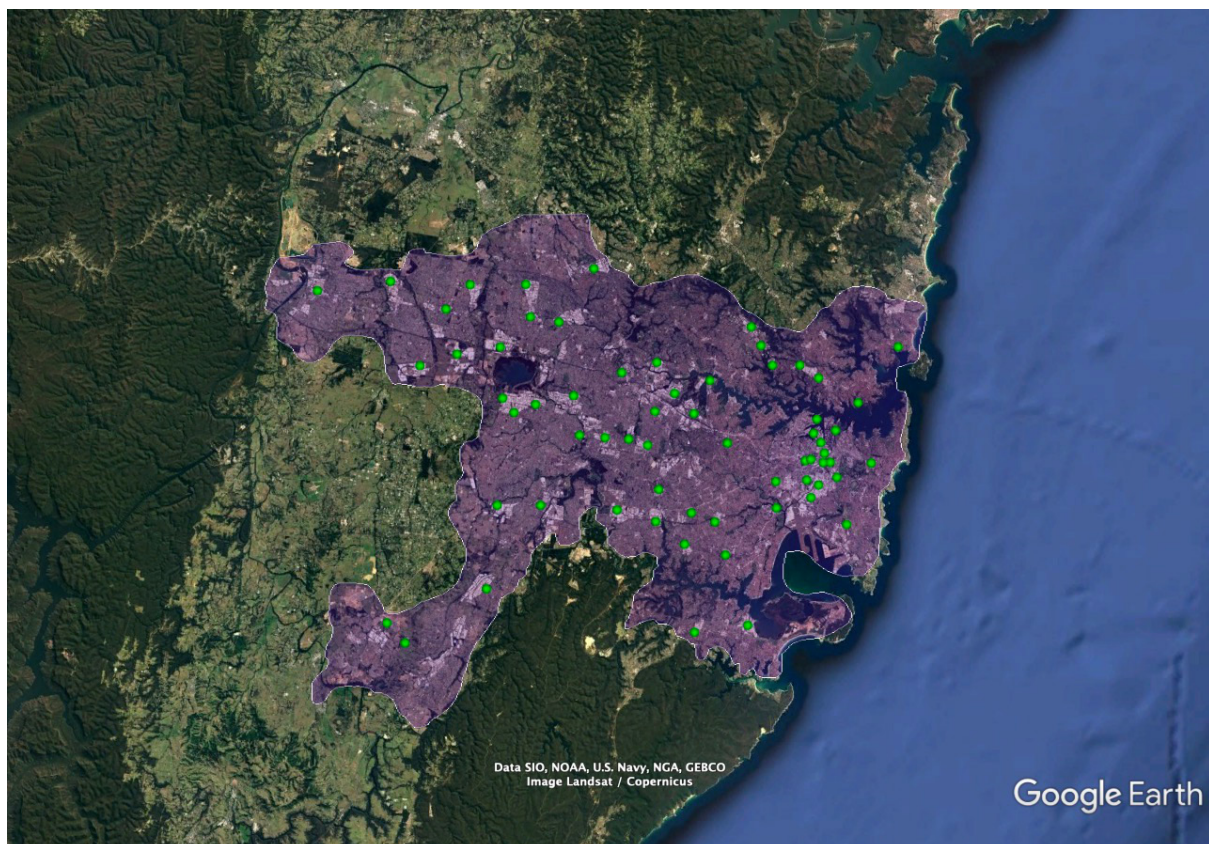 Data SIO, NOAA, U.S. Navy, NGA, GEBCO
Image Landsat / Copernicus
Google Earth